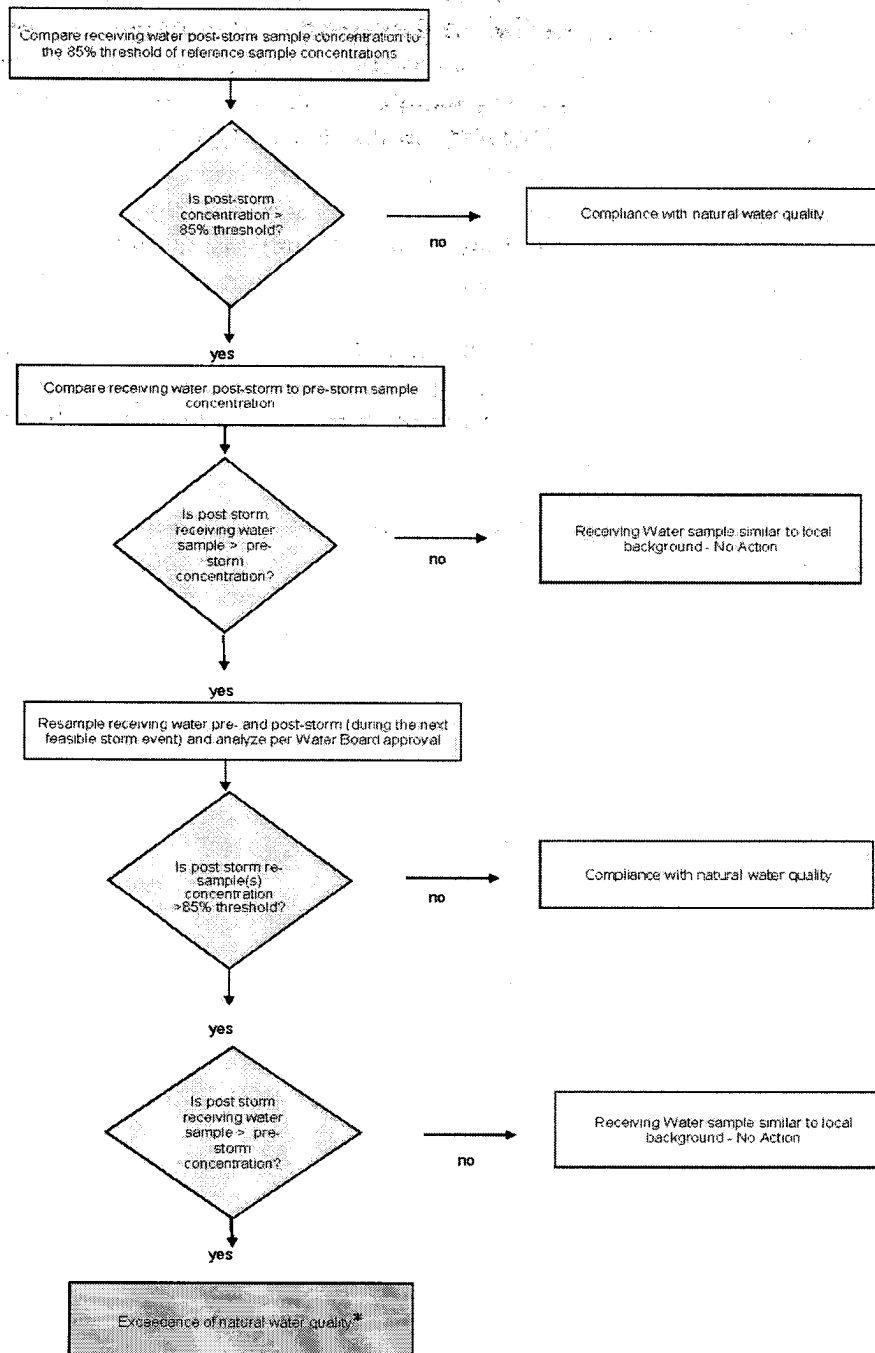 Compare receiving water post-storm sample concentration to
the 85% threshold of reference sample concentrations
Is post-storm
concentration >
85% threshold?
no
Compliance with natural water quality
yes
Compare receiving water post-storm to pre-storm sample
concentration
Is post storm
receiving water
sample > pre-
storm
concentration?
no
Receiving Water sample similar to local
background - No Action
yes
Resample receiving water pre- and post-storm (during the next
feasible storm event) and analyze per Water Board approval
Is post storm re-
sample(s)
concentration
>85% threshold?
no
Compliance with natural water quality
yes
Is post storm
receiving water
sample > pre-
storm
concentration?
no
Receiving Water sample similar to local
background - No Action
yes
Exceedance of natural water quality*